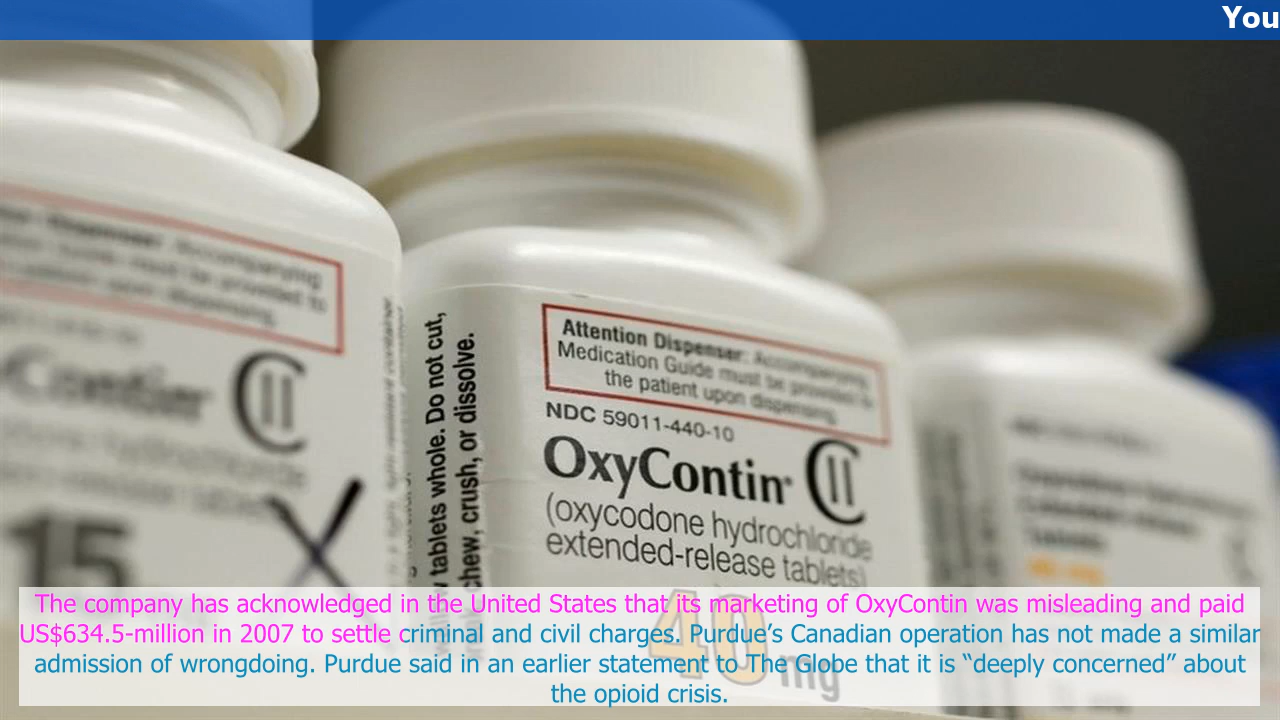 You
Attention Dispenser: Accompanying
Medication Guide must be provided to
the patient upon dispensing.
NDC 59011-440-10
OxyContin® CII
(oxycodone hydrochloride
extended-release tablets)
40 mg
tablets whole. Do not cut,
chew, crush, or dissolve.
CII
15
The company has acknowledged in the United States that its marketing of OxyContin was misleading and paid
US$634.5-million in 2007 to settle criminal and civil charges. Purdue’s Canadian operation has not made a similar
admission of wrongdoing. Purdue said in an earlier statement to The Globe that it is “deeply concerned” about
the opioid crisis.